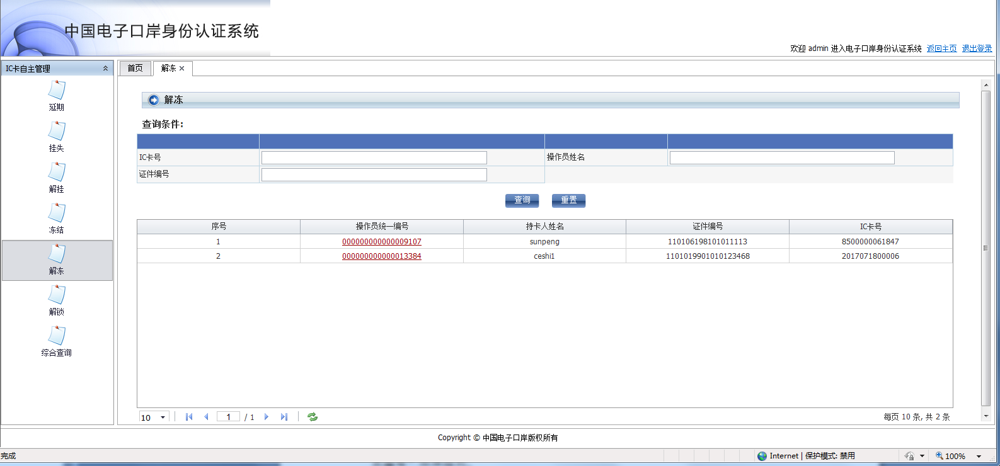 中国电子口岸身份认证系统
欢迎 admin 进入电子口岸身份认证系统 返回主页 退出登录
IC卡自主管理
延期
挂失
解挂
冻结
解冻
解锁
综合查询
首页 解冻
解冻
查询条件:
IC卡号 操作员姓名
证件编号
查询 重置
序号 操作员统一编号 持卡人姓名 证件编号 IC卡号
1 000000000000009107 sunpeng 110106198101011113 8500000061847
2 000000000000013384 ceshi1 1101019901010123468 2017071800006
10 1 / 1 每页 10 条, 共 2 条
Copyright © 中国电子口岸版权所有
完成 Internet | 保护模式: 禁用 100%